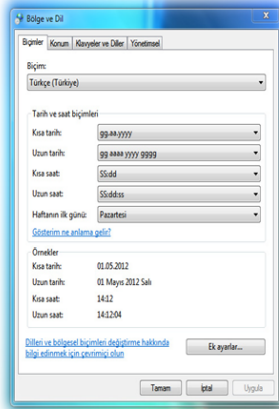 Bölge ve Dil
Biçimler Konum Klavyeler ve Diller Yönetimsel
Biçim:
Türkçe (Türkiye)
Tarih ve saat biçimleri
Kısa tarih: gg.aa.yyyy
Uzun tarih: gg aaaa yyyy gggg
Kısa saat: SS:dd
Uzun saat: SS:dd:ss
Haftanın ilk günü: Pazartesi
Gösterim ne anlama gelir?
Örnekler
Kısa tarih: 01.05.2012
Uzun tarih: 01 Mayıs 2012 Salı
Kısa saat: 14:12
Uzun saat: 14:12:04
Dilleri ve bölgesel biçimleri değiştirme hakkında
bilgi edinmek için çevrimiçi olun
Ek ayarlar...
Tamam İptal Uygula